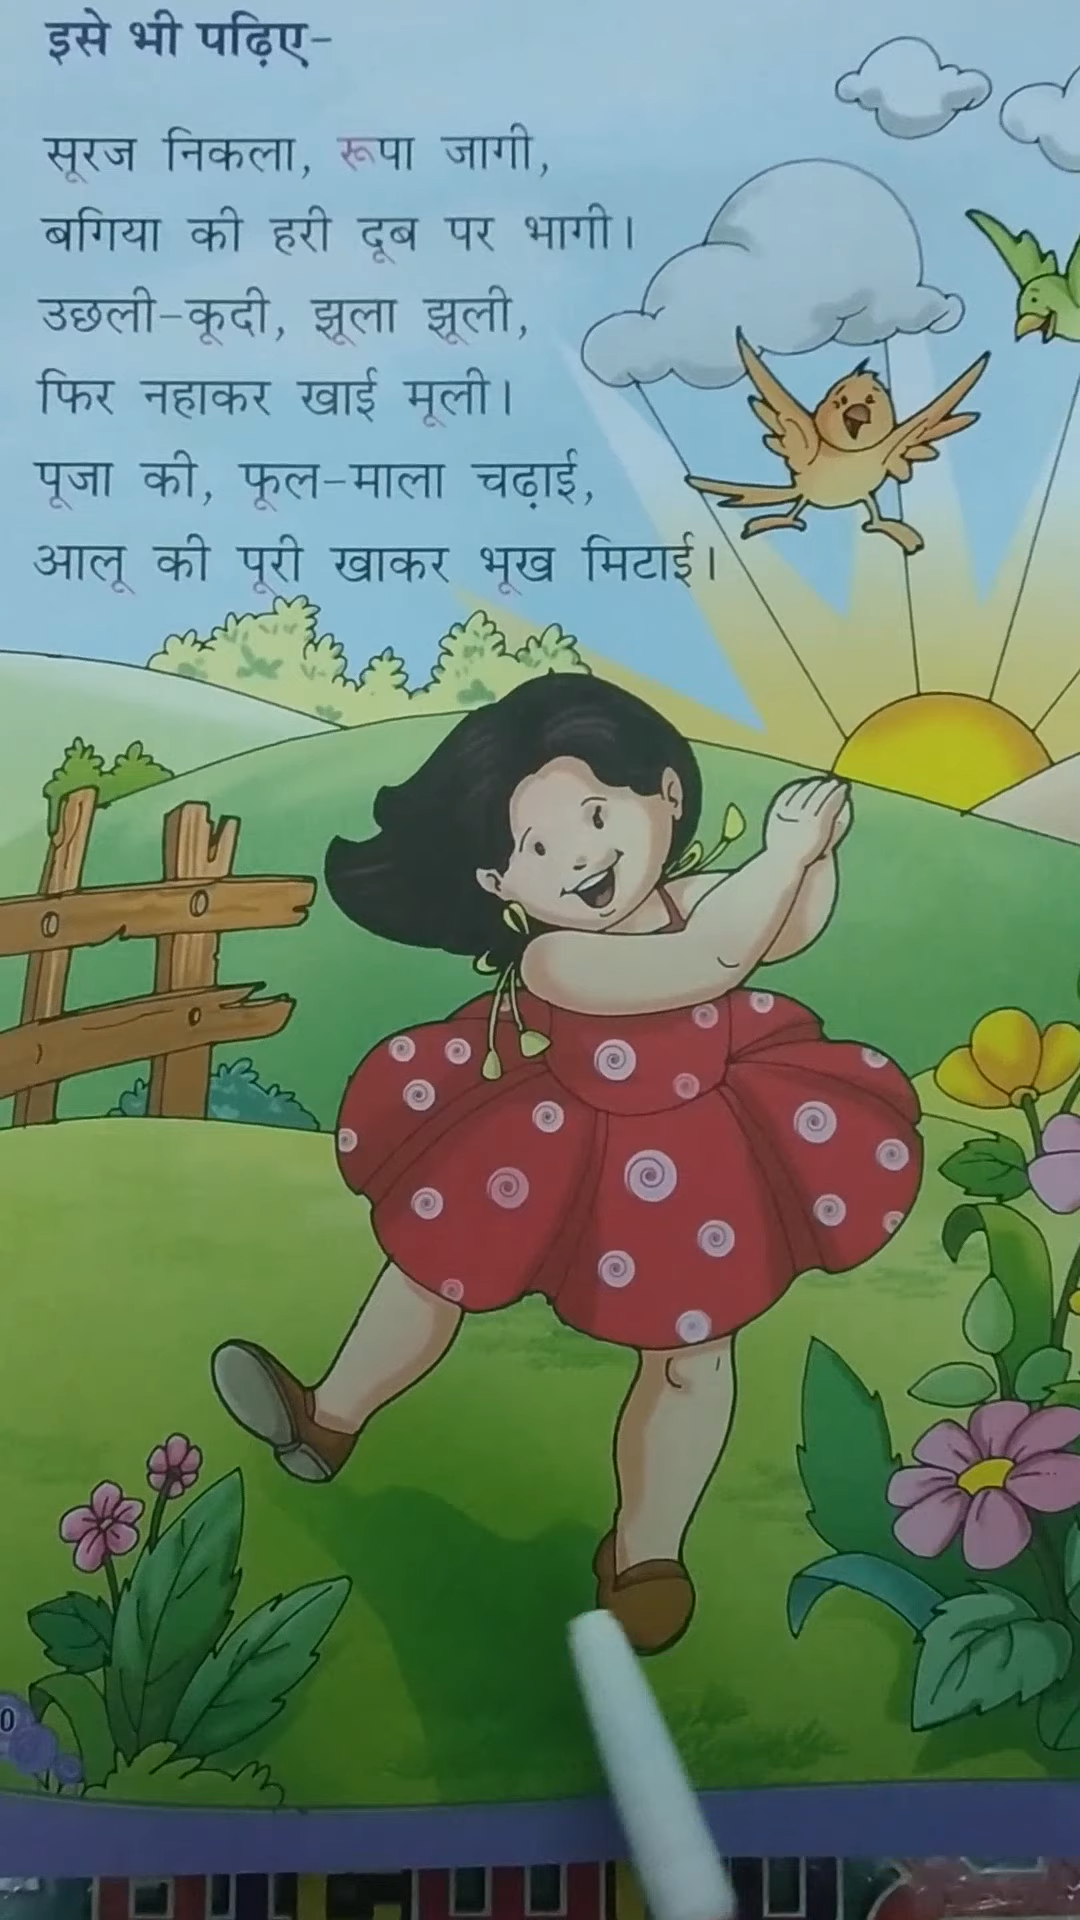 इसे भी पढ़िए-
सूरज निकला, रूपा जागी,
बगिया की हरी दूब पर भागी।
उछली-कूदी, झूला झूली,
फिर नहाकर खाई मूली।
पूजा की, फूल-माला चढ़ाई,
आलू की पूरी खाकर भूख मिटाई।